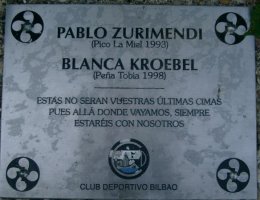 PABLO ZURIMENDI
(Pico La Miel 1993)
BLANCA KROEBEL
(Peña Tobia 1998)
ESTAS NO SERAN VUESTRAS ÚLTIMAS CIMAS
PUES ALLÁ DONDE VAYAMOS, SIEMPRE
ESTARÉIS CON NOSOTROS
CLUB DEPORTIVO BILBAO